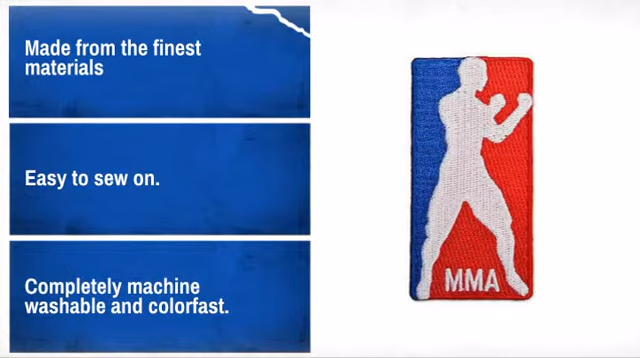 Made from the finest
materials
Easy to sew on.
Completely machine
washable and colorfast.
MMA